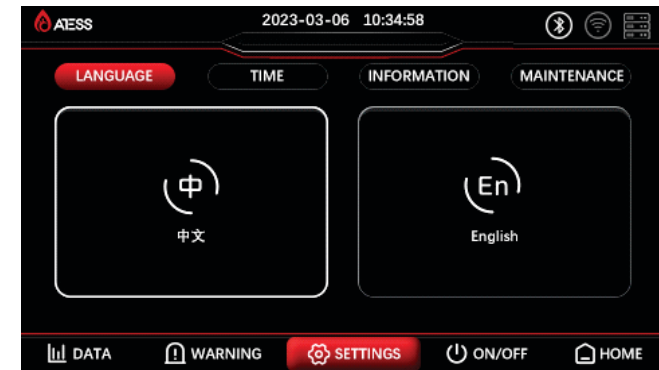 ATESS 2023-03-06 10:34:58
LANGUAGE TIME INFORMATION MAINTENANCE
中 En
中文 English
DATA WARNING SETTINGS ON/OFF HOME